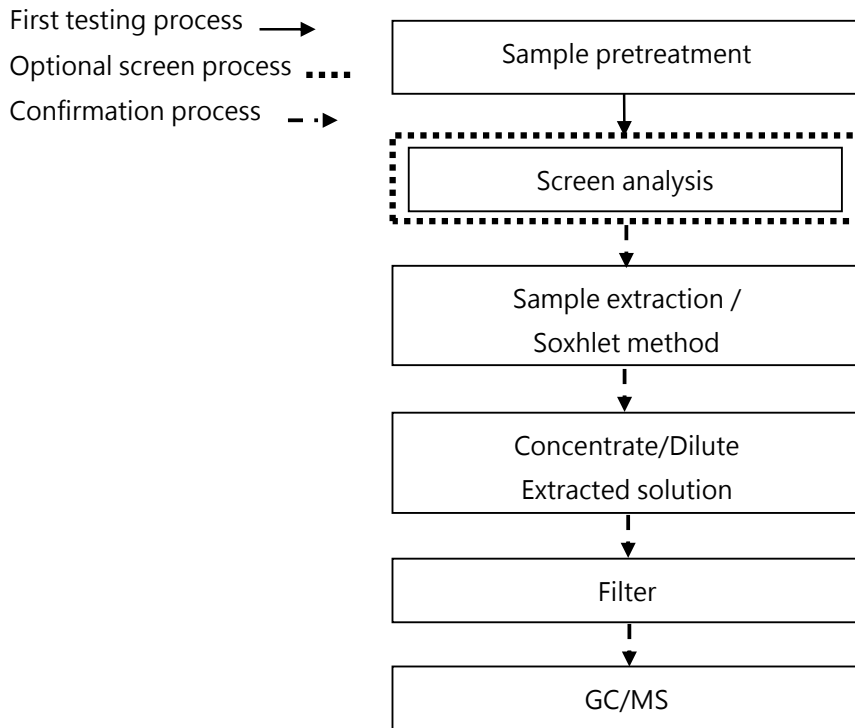 First testing process
Optional screen process
Confirmation process
Sample pretreatment
Screen analysis
Sample extraction /
Soxhlet method
Concentrate/Dilute
Extracted solution
Filter
GC/MS